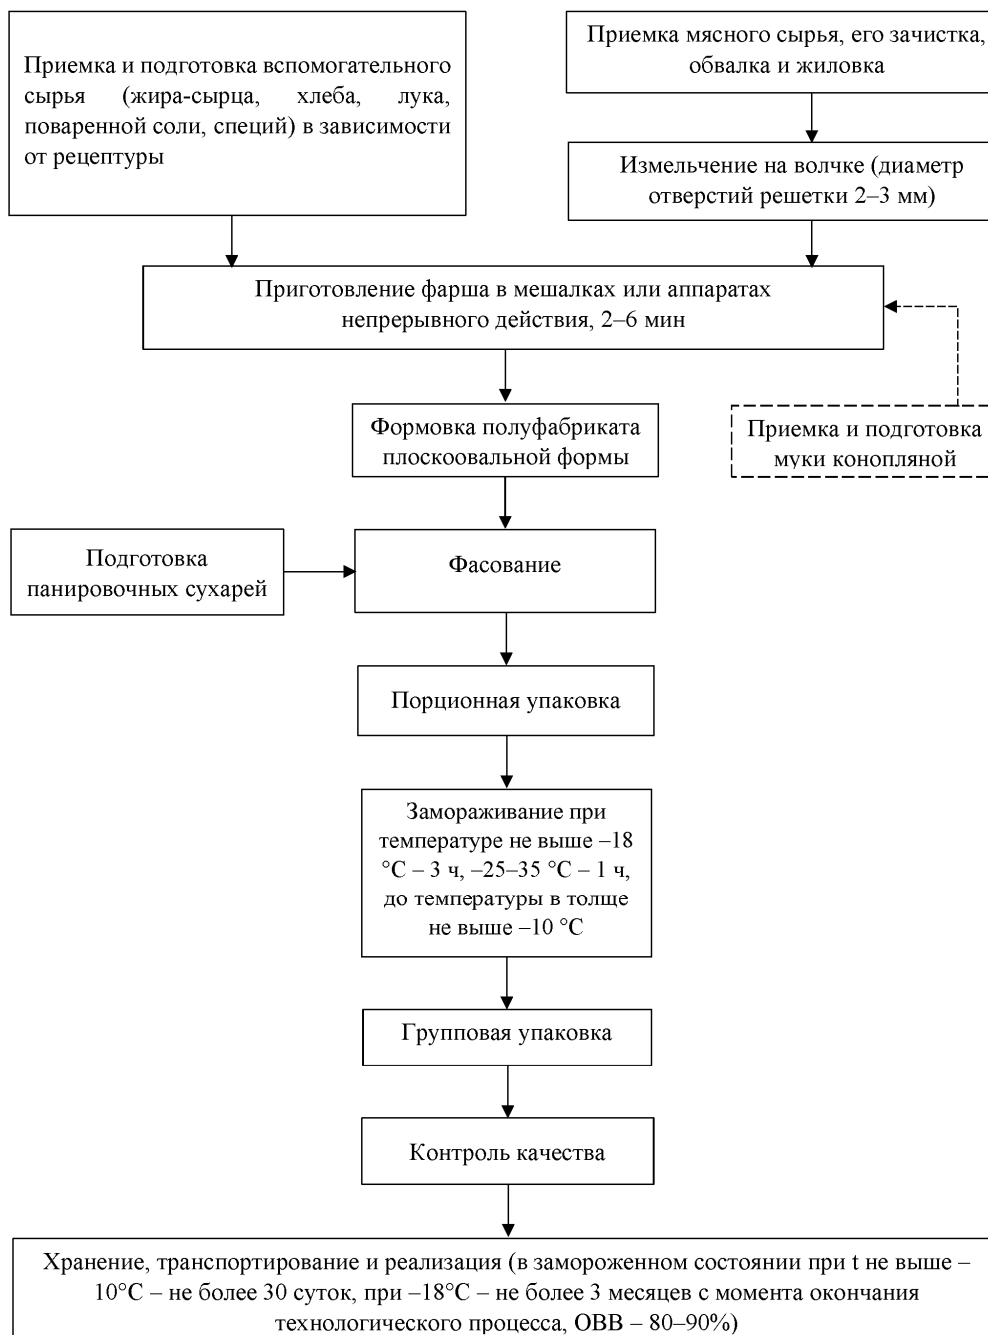 Приемка и подготовка вспомогательного
сырья (жира-сырца, хлеба, лука,
поваренной соли, специй) в зависимости
от рецептуры
Приемка мясного сырья, его зачистка,
обвалка и жиловка
Измельчение на волчке (диаметр
отверстий решетки 2–3 мм)
Приготовление фарша в мешалках или аппаратах
непрерывного действия, 2–6 мин
Формовка полуфабриката
плоскоовальной формы
Приемка и подготовка
муки конопляной
Подготовка
панировочных сухарей
Фасование
Порционная упаковка
Замораживание при
температуре не выше –18
°С – 3 ч, –25–35 °С – 1 ч,
до температуры в толще
не выше –10 °С
Групповая упаковка
Контроль качества
Хранение, транспортирование и реализация (в замороженном состоянии при t не выше –
10°С – не более 30 суток, при –18°С – не более 3 месяцев с момента окончания
технологического процесса, ОВВ – 80–90%)